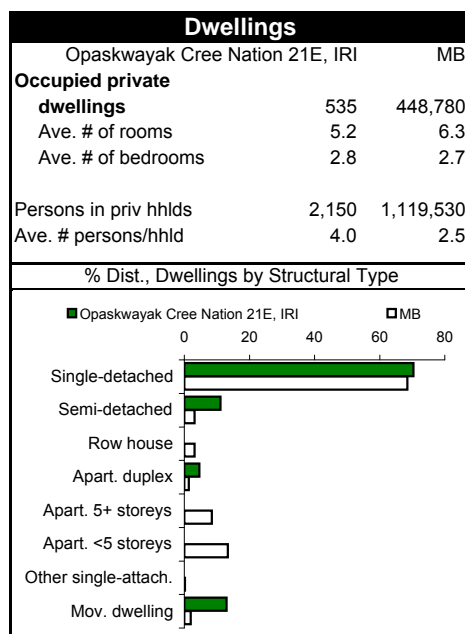 Dwellings
Opaskwayak Cree Nation 21E, IRI MB
Occupied private
dwellings 535 448,780
Ave. # of rooms 5.2 6.3
Ave. # of bedrooms 2.8 2.7
Persons in priv hhlds 2,150 1,119,530
Ave. # persons/hhld 4.0 2.5
% Dist., Dwellings by Structural Type
Opaskwayak Cree Nation 21E, IRI MB
0 20 40 60 80
Single-detached
Semi-detached
Row house
Apart. duplex
Apart. 5+ storeys
Apart. <5 storeys
Other single-attach.
Mov. dwelling